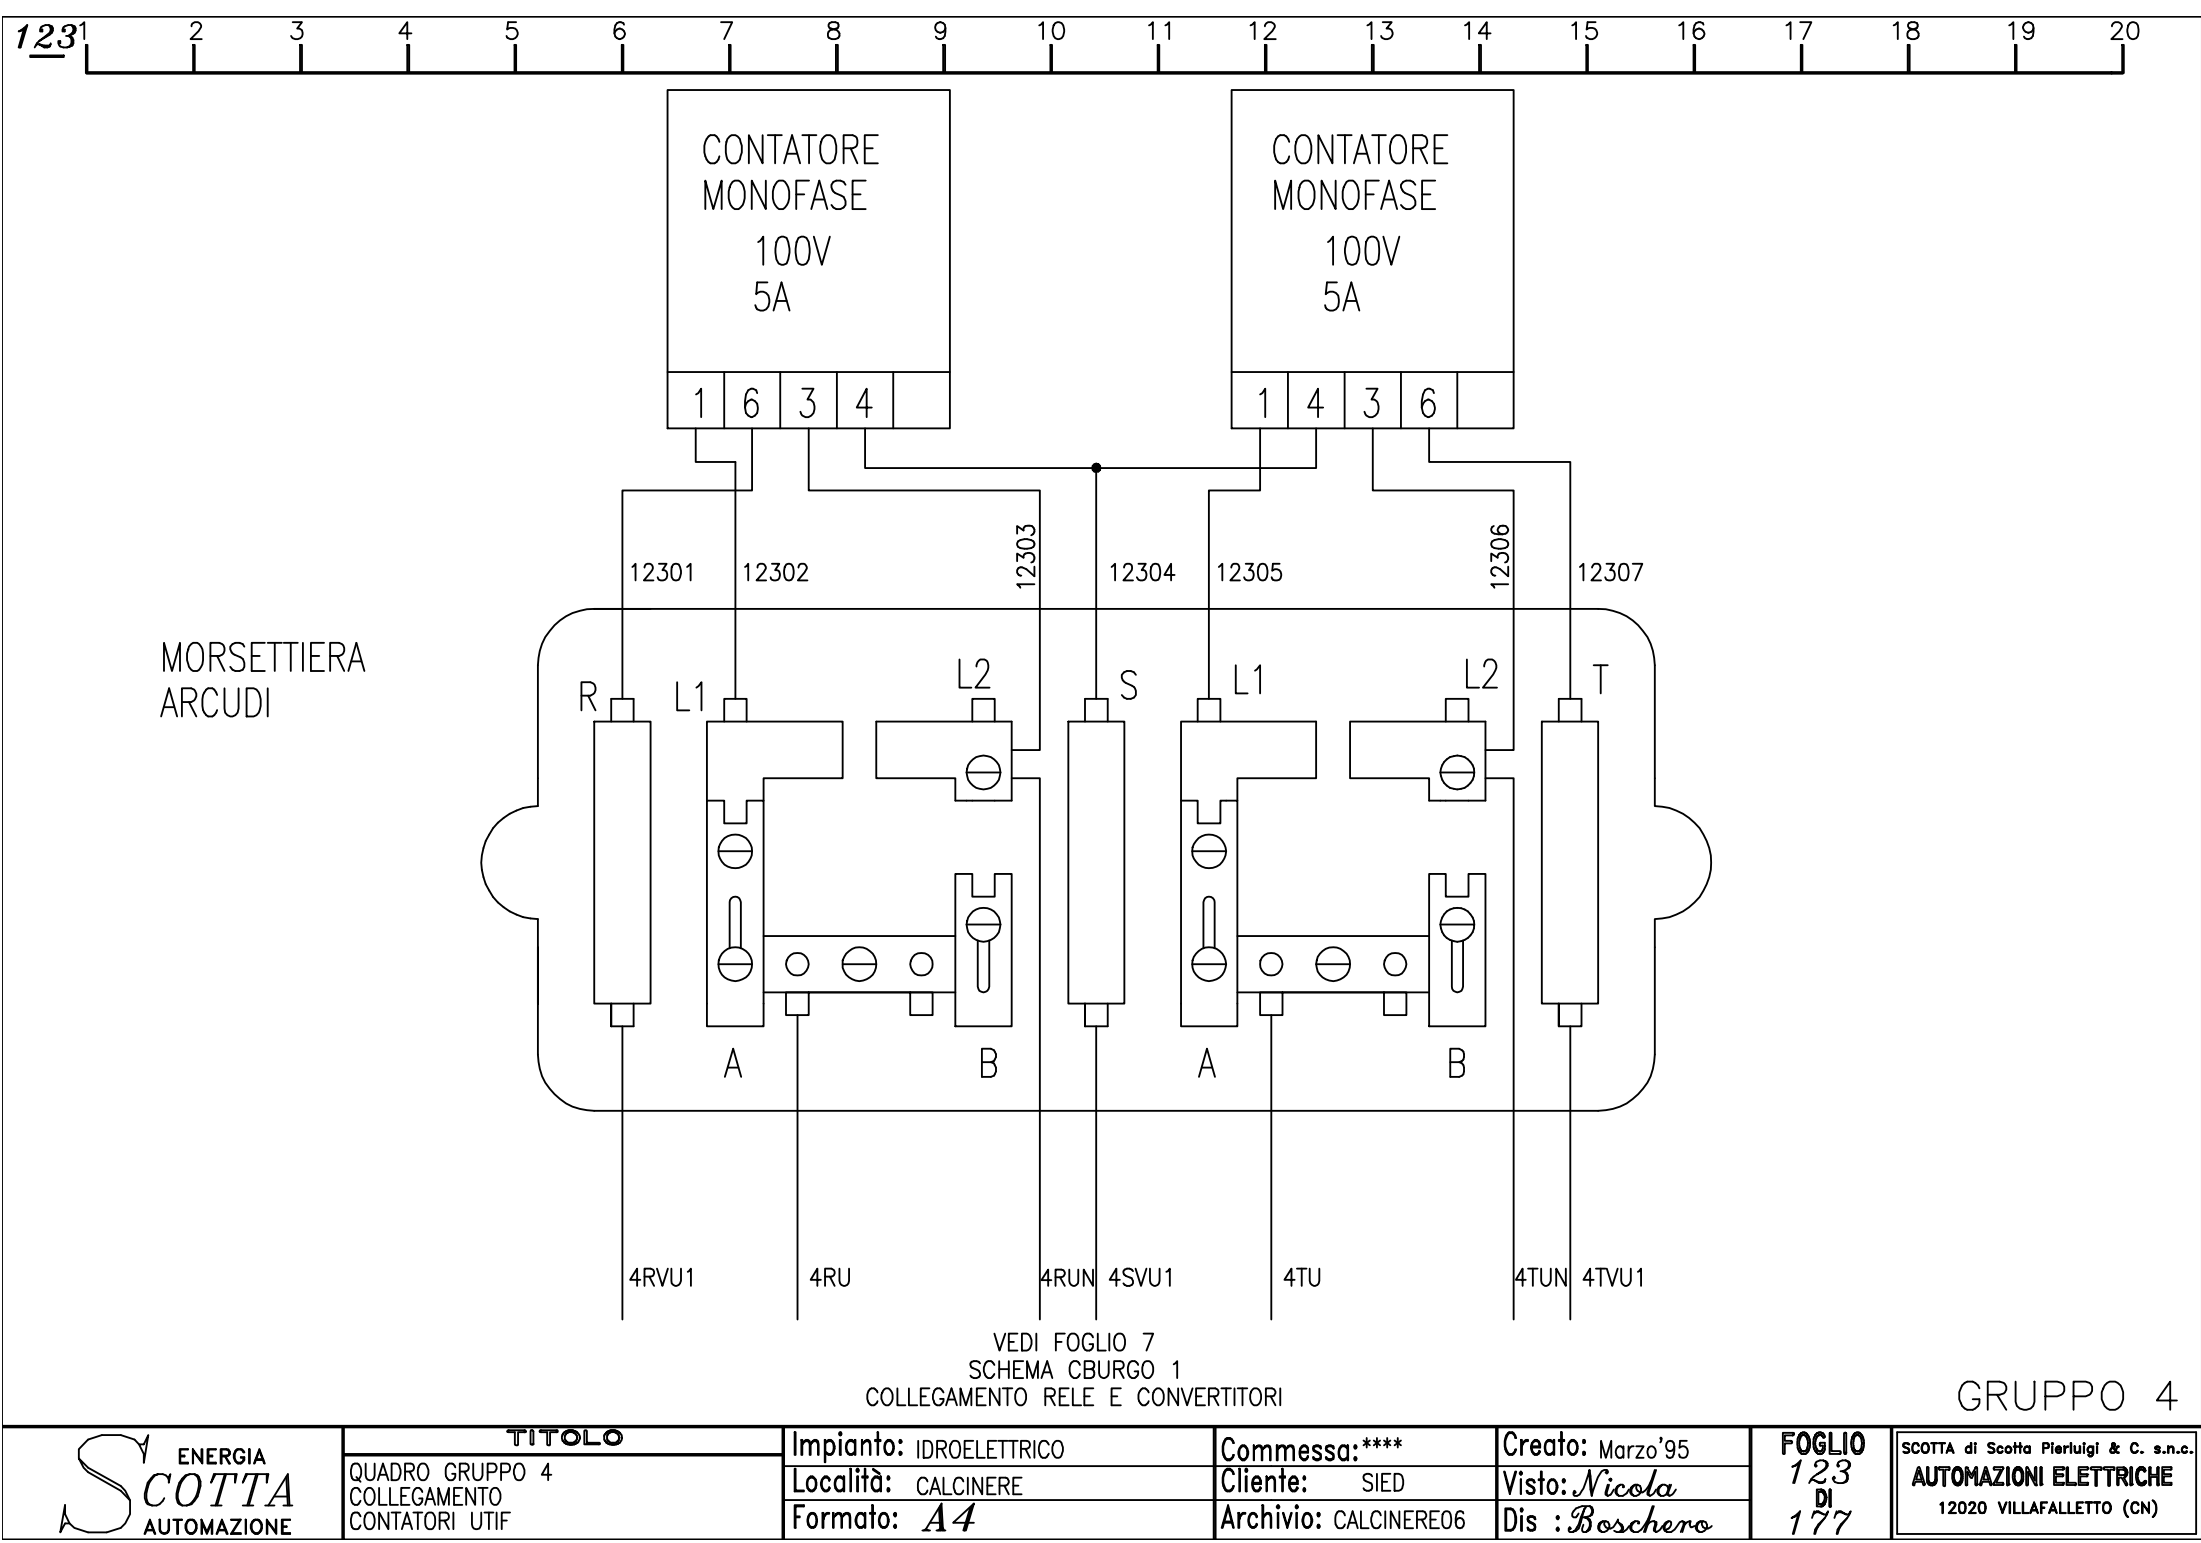 123
1 2 3 4 5 6 7 8 9 10 11 12 13 14 15 16 17 18 19 20
CONTATORE
MONOFASE
100V
5A
1 6 3 4
CONTATORE
MONOFASE
100V
5A
1 4 3 6
12301 12302 12303 12304 12305 12306 12307
MORSETTIERA
ARCUDI
R L1 L2 S L1 L2 T
A B A B
4RVU1 4RU 4RUN 4SVU1 4TU 4TUN 4TVU1
VEDI FOGLIO 7
SCHEMA CBURGO 1
COLLEGAMENTO RELE E CONVERTITORI
GRUPPO 4
ENERGIA
SCOTTA
AUTOMAZIONE
TITOLO
QUADRO GRUPPO 4
COLLEGAMENTO
CONTATORI UTIF
Impianto: IDROELETTRICO
Località: CALCINERE
Formato: A4
Commessa:****
Cliente: SIED
Archivio: CALCINERE06
Creato: Marzo'95
Visto: Nicola
Dis : Boschero
FOGLIO
123
DI
177
SCOTTA di Scotta Pierluigi & C. s.n.c.
AUTOMAZIONI ELETTRICHE
12020 VILLAFALLETTO (CN)